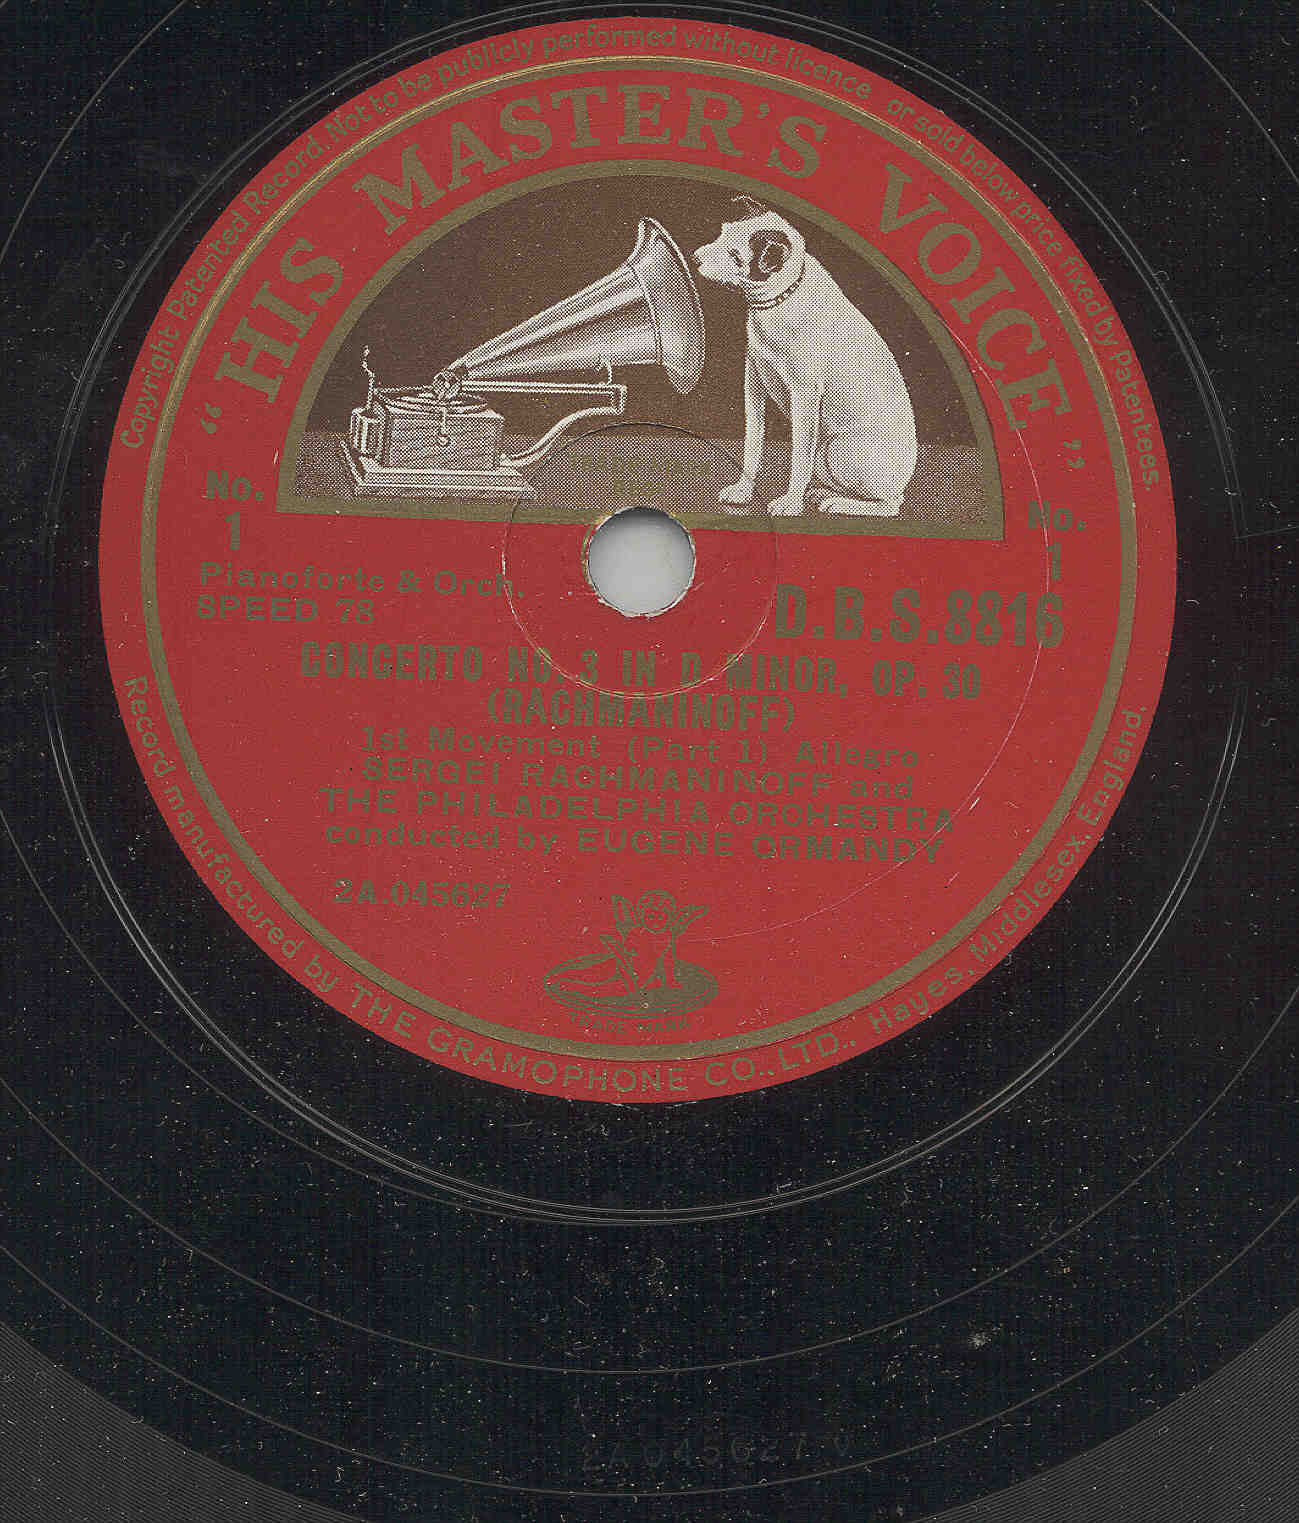 Copyright Patented Record. Not to be publicly performed without licence or sold below price fixed by Patentees.
“HIS MASTER'S VOICE”
No. 1
No. 1
Pianoforte & Orch.
SPEED 78
D.B.S.8816
CONCERTO NO. 3 IN D MINOR, OP. 30
(RACHMANINOFF)
1st Movement (Part 1) Allegro
SERGEI RACHMANINOFF and
THE PHILADELPHIA ORCHESTRA
conducted by EUGENE ORMANDY
2A.045627
TRADE MARK
Record manufactured by THE GRAMOPHONE CO., LTD., Hayes, Middlesex, England.
2A045627